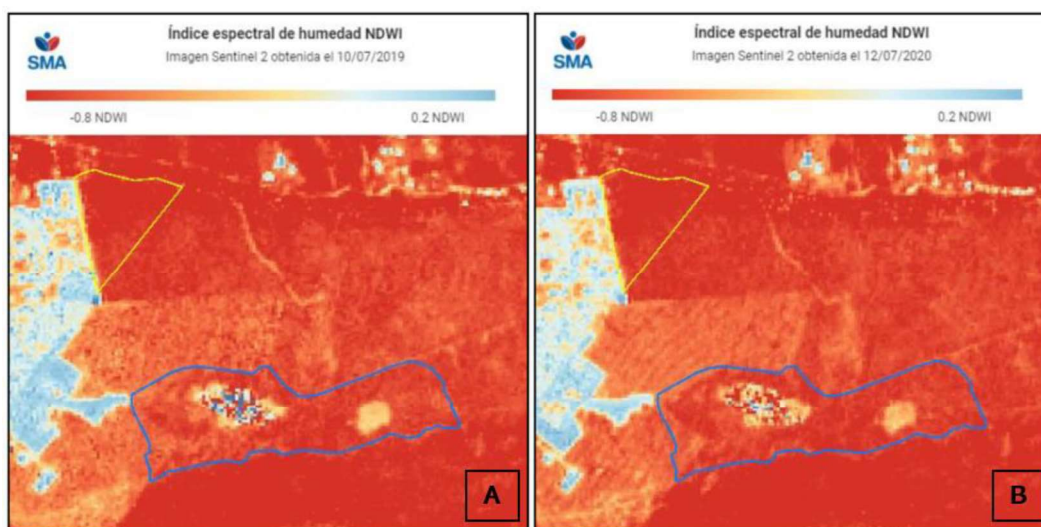 Índice espectral de humedad NDWI
Imagen Sentinel 2 obtenida el 10/07/2019
SMA
-0.8 NDWI
0.2 NDWI
A
Índice espectral de humedad NDWI
Imagen Sentinel 2 obtenida el 12/07/2020
SMA
-0.8 NDWI
0.2 NDWI
B